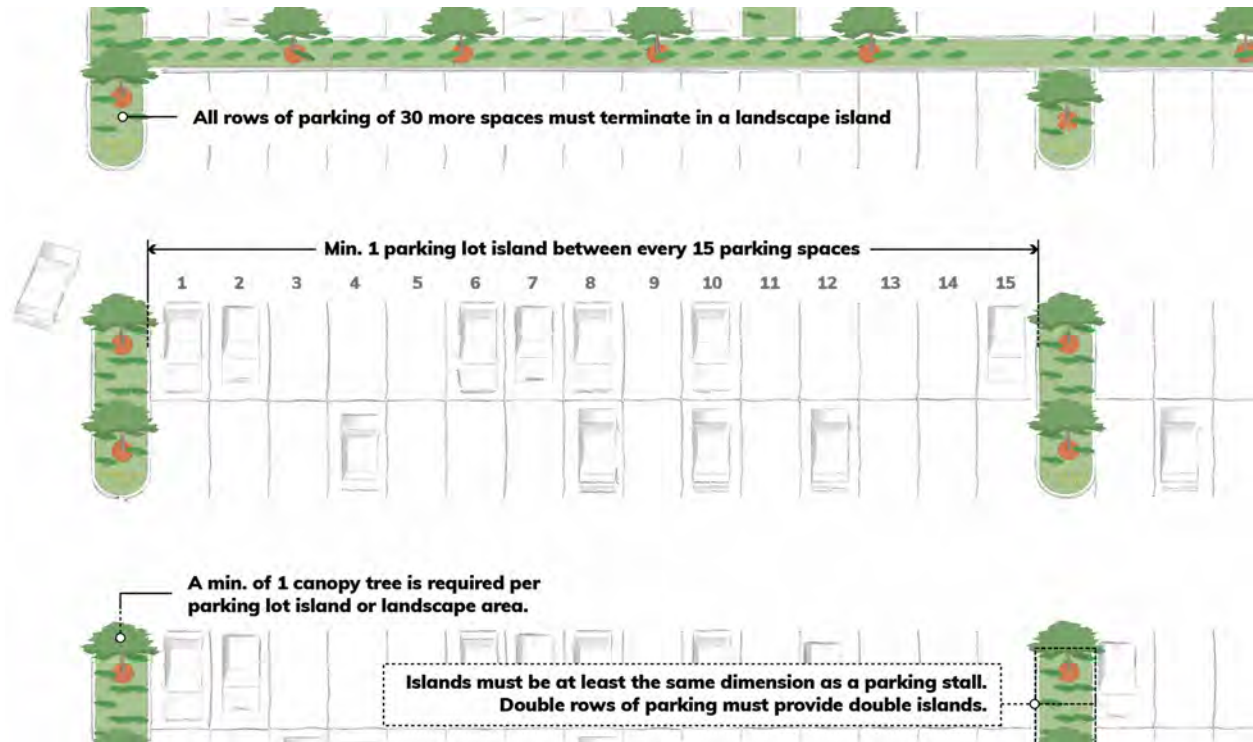 All rows of parking of 30 more spaces must terminate in a landscape island
Min. 1 parking lot island between every 15 parking spaces
1 2 3 4 5 6 7 8 9 10 11 12 13 14 15
A min. of 1 canopy tree is required per
parking lot island or landscape area.
Islands must be at least the same dimension as a parking stall.
Double rows of parking must provide double islands.